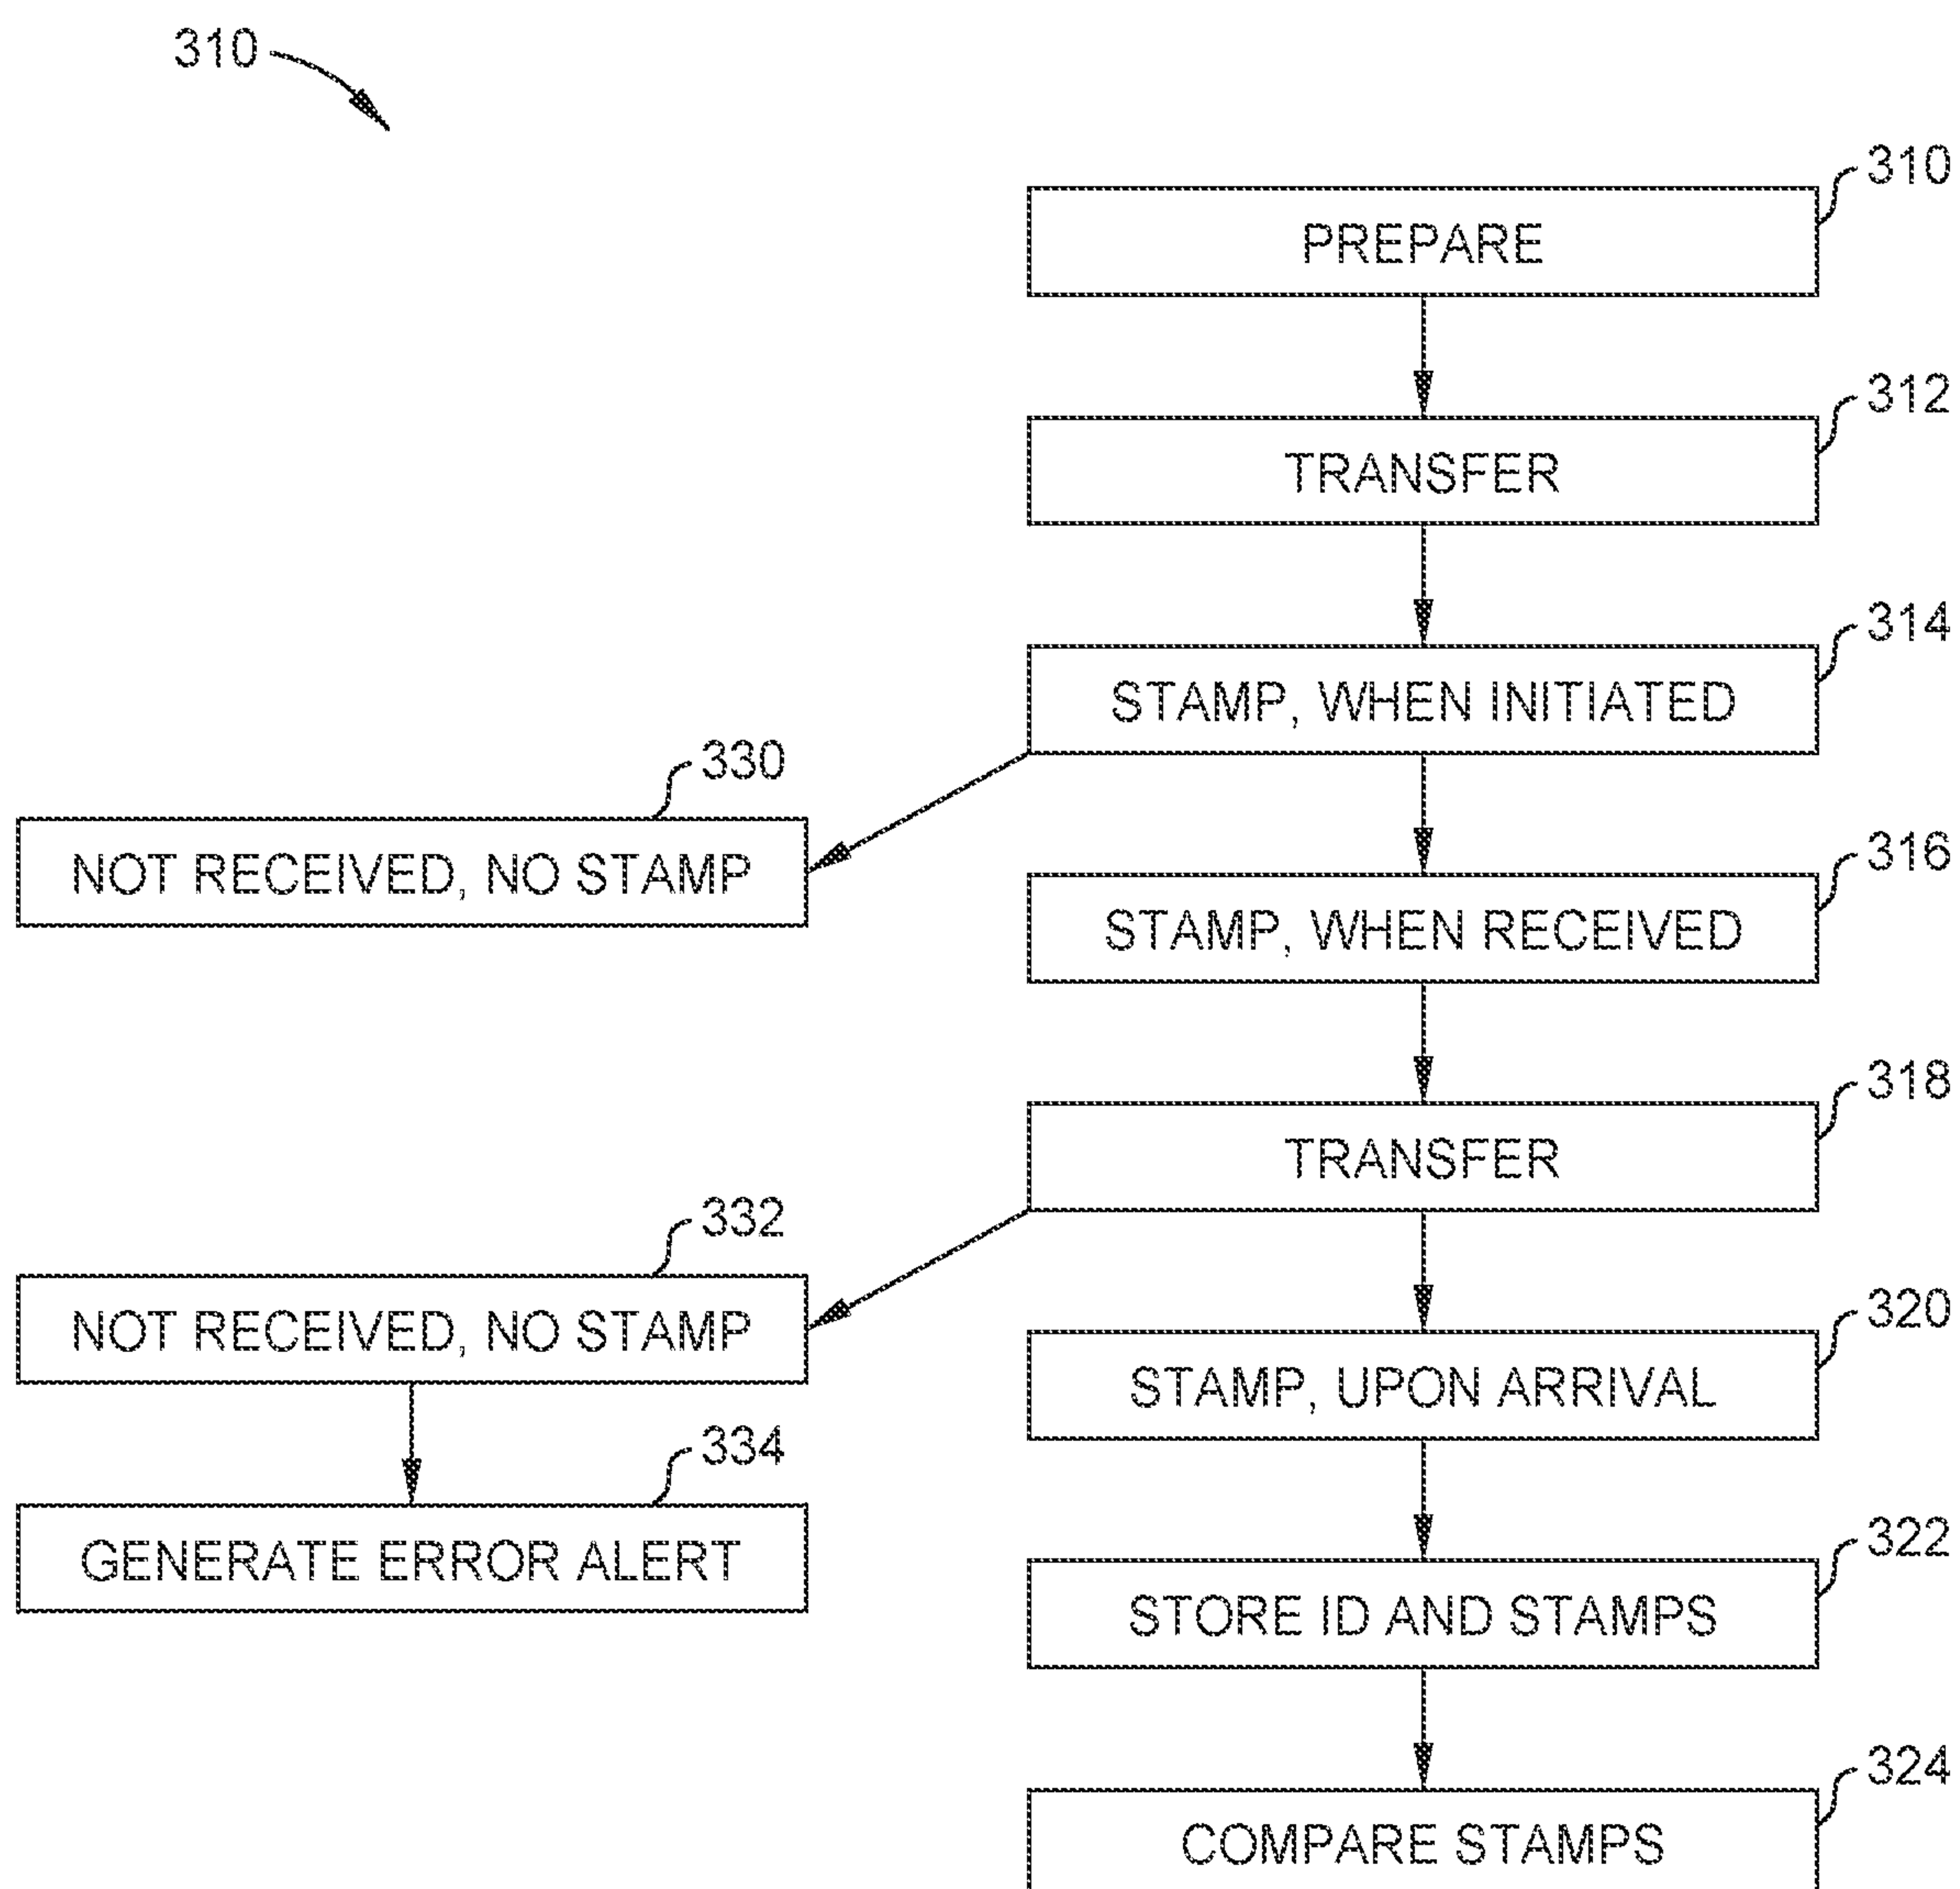 310
310
PREPARE
312
TRANSFER
314
STAMP, WHEN INITIATED
330
NOT RECEIVED, NO STAMP
316
STAMP, WHEN RECEIVED
318
TRANSFER
332
NOT RECEIVED, NO STAMP
320
STAMP, UPON ARRIVAL
334
GENERATE ERROR ALERT
322
STORE ID AND STAMPS
324
COMPARE STAMPS